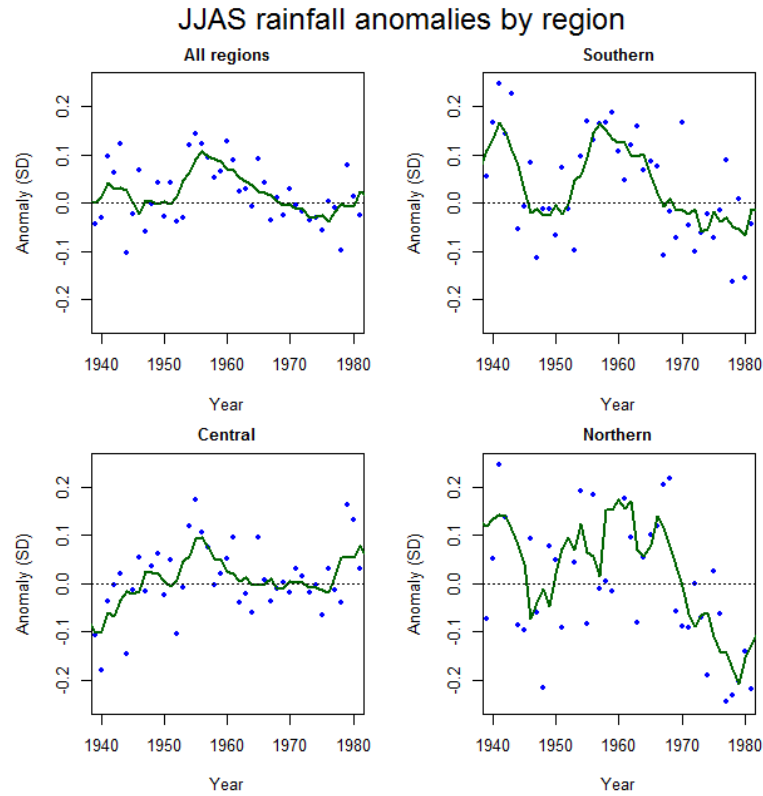 JJAS rainfall anomalies by region
All regions
Anomaly (SD)
0.2
0.1
0.0
-0.1
-0.2
1940 1950 1960 1970 1980
Year
Southern
Anomaly (SD)
0.2
0.1
0.0
-0.1
-0.2
1940 1950 1960 1970 1980
Year
Central
Anomaly (SD)
0.2
0.1
0.0
-0.1
-0.2
1940 1950 1960 1970 1980
Year
Northern
Anomaly (SD)
0.2
0.1
0.0
-0.1
-0.2
1940 1950 1960 1970 1980
Year